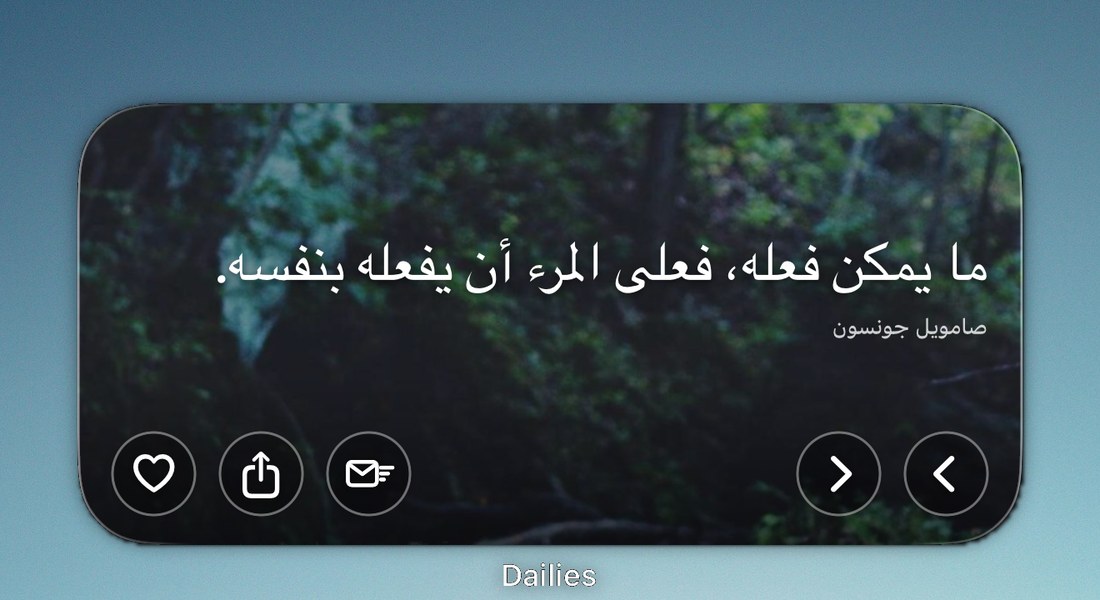 ما يمكن فعله، فعلى المرء أن يفعله بنفسه.
صامويل جونسون
Dailies